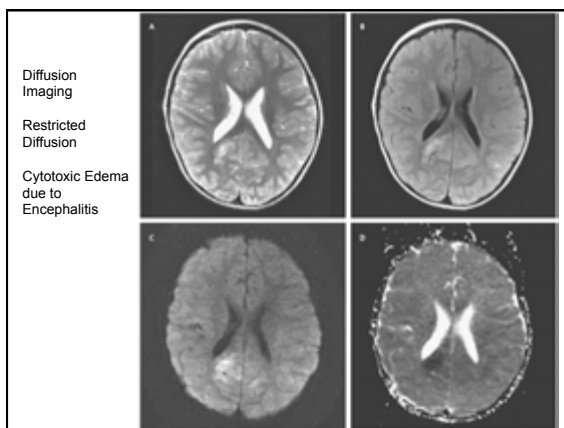 Diffusion
Imaging
Restricted
Diffusion
Cytotoxic Edema
due to
Encephalitis
A
B
C
D